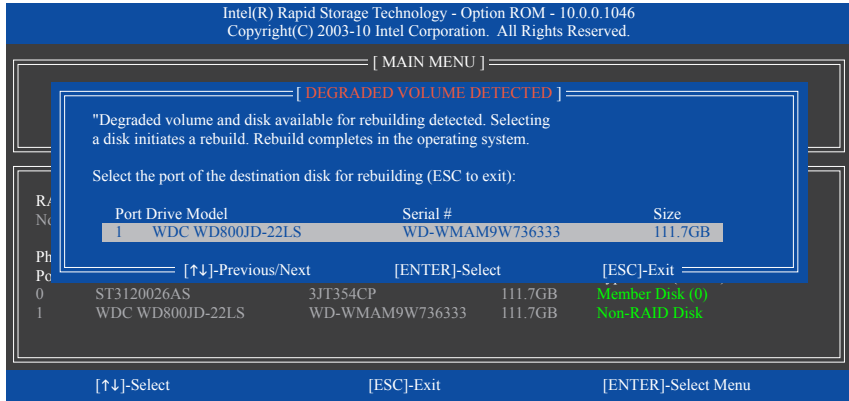 Intel(R) Rapid Storage Technology - Option ROM - 10.0.0.1046
Copyright(C) 2003-10 Intel Corporation. All Rights Reserved.
[ MAIN MENU ]
[ DEGRADED VOLUME DETECTED ]
"Degraded volume and disk available for rebuilding detected. Selecting
a disk initiates a rebuild. Rebuild completes in the operating system.
Select the port of the destination disk for rebuilding (ESC to exit):
Port Drive Model Serial # Size
1 WDC WD800JD-22LS WD-WMAM9W736333 111.7GB
[↑↓]-Previous/Next [ENTER]-Select [ESC]-Exit
0 ST3120026AS 3JT354CP 111.7GB Member Disk (0)
1 WDC WD800JD-22LS WD-WMAM9W736333 111.7GB Non-RAID Disk
[↑↓]-Select [ESC]-Exit [ENTER]-Select Menu